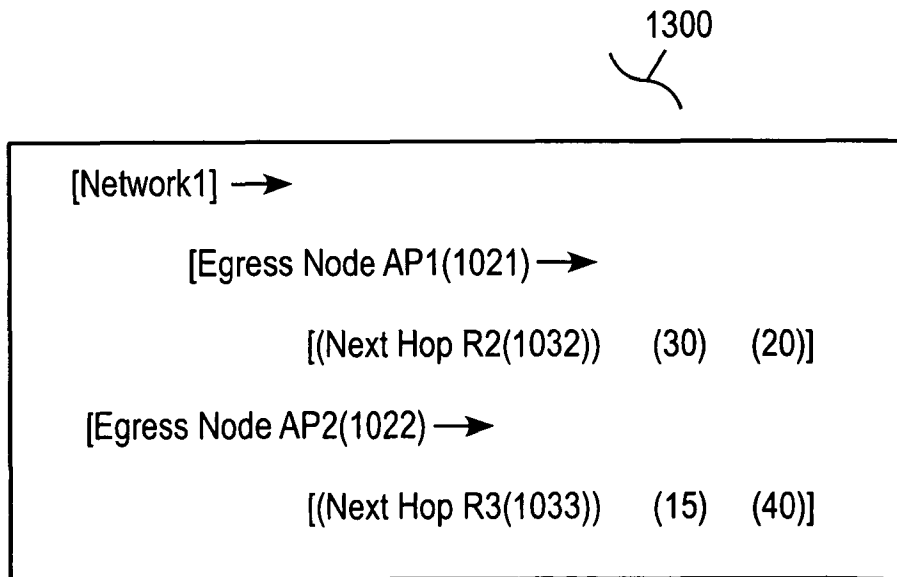 1300
[Network1] →
[Egress Node AP1(1021) →
[(Next Hop R2(1032)) (30) (20)]
[Egress Node AP2(1022) →
[(Next Hop R3(1033)) (15) (40)]